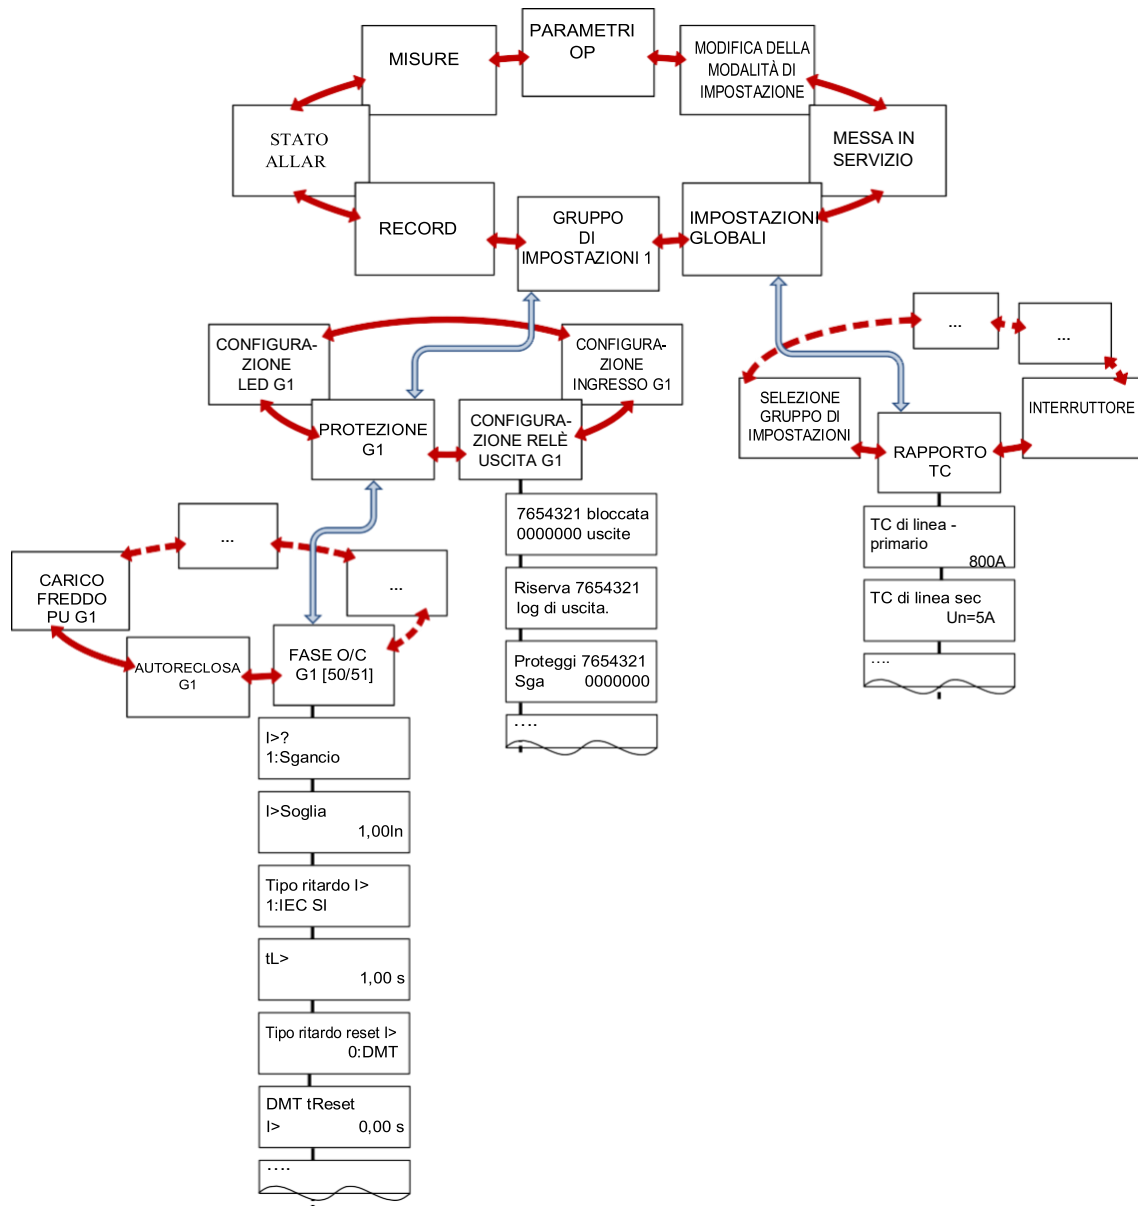 PARAMETRI
OP
MISURE
MODIFICA DELLA
MODALITÀ DI
IMPOSTAZIONE
STATO
ALLAR
MESSA IN
SERVIZIO
RECORD
GRUPPO
DI
IMPOSTAZIONI 1
IMPOSTAZIONI
GLOBALI
CONFIGURA-
ZIONE
LED G1
CONFIGURA-
ZIONE
INGRESSO G1
PROTEZIONE
G1
CONFIGURA-
ZIONE RELÈ
USCITA G1
...
...
SELEZIONE
GRUPPO DI
IMPOSTAZIONI
INTERRUTTORE
RAPPORTO
TC
7654321 bloccata
0000000 uscite
Riserva 7654321
log di uscita.
Proteggi 7654321
Sga 0000000
....
TC di linea -
primario
800A
TC di linea sec
Un=5A
....
...
...
CARICO
FREDDO
PU G1
AUTORECLOSA
G1
FASE O/C
G1 [50/51]
I>?
1:Sgancio
I>Soglia
1,00In
Tipo ritardo I>
1:IEC SI
tL>
1,00 s
Tipo ritardo reset I>
0:DMT
DMT tReset
I> 0,00 s
....